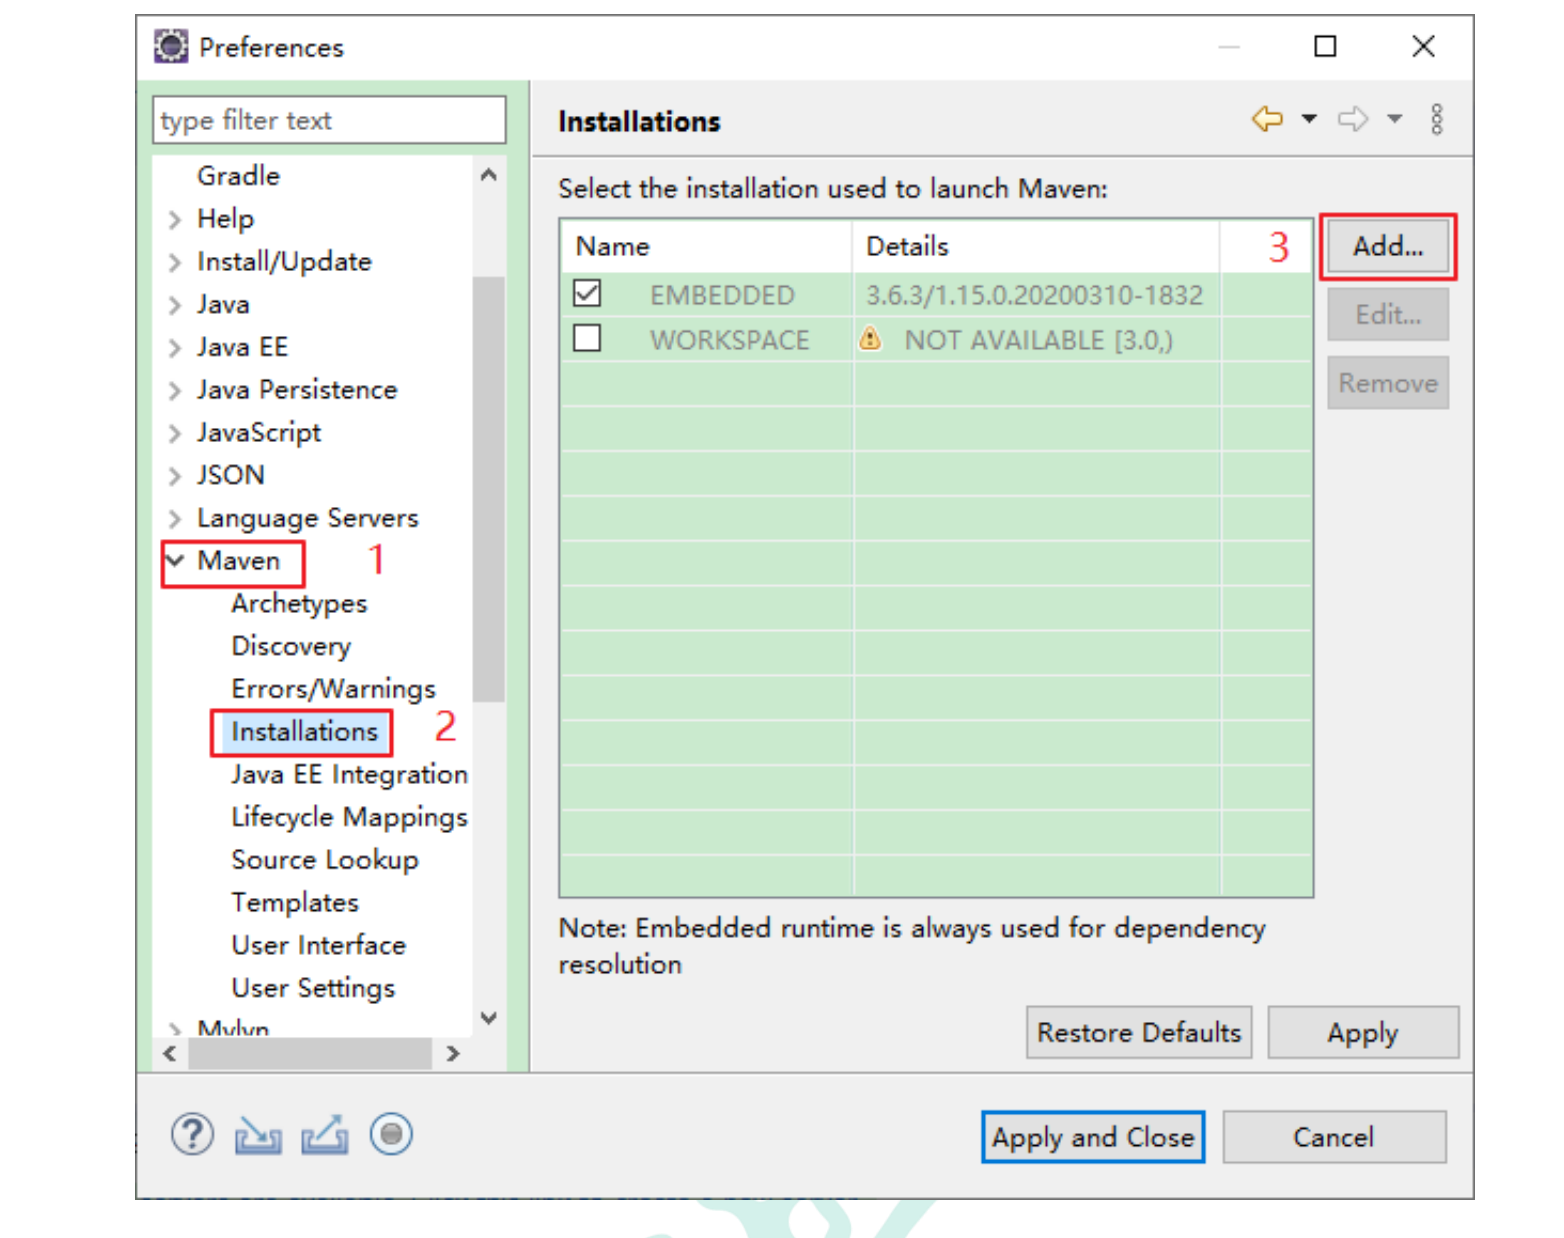 Preferences
type filter text
Gradle
Help
Install/Update
Java
Java EE
Java Persistence
JavaScript
JSON
Language Servers
Maven 1
Archetypes
Discovery
Errors/Warnings
Installations 2
Java EE Integration
Lifecycle Mappings
Source Lookup
Templates
User Interface
User Settings
Mylyn
Installations
Select the installation used to launch Maven:
Name Details 3 Add...
EMBEDDED 3.6.3/1.15.0.20200310-1832
Edit...
WORKSPACE NOT AVAILABLE [3.0,)
Remove
Note: Embedded runtime is always used for dependency
resolution
Restore Defaults Apply
Apply and Close Cancel